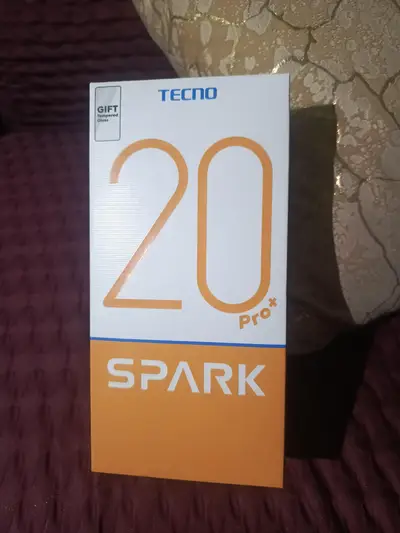 TECNO
GIFT
Tempered
Glass
20
Pro+
SPARK